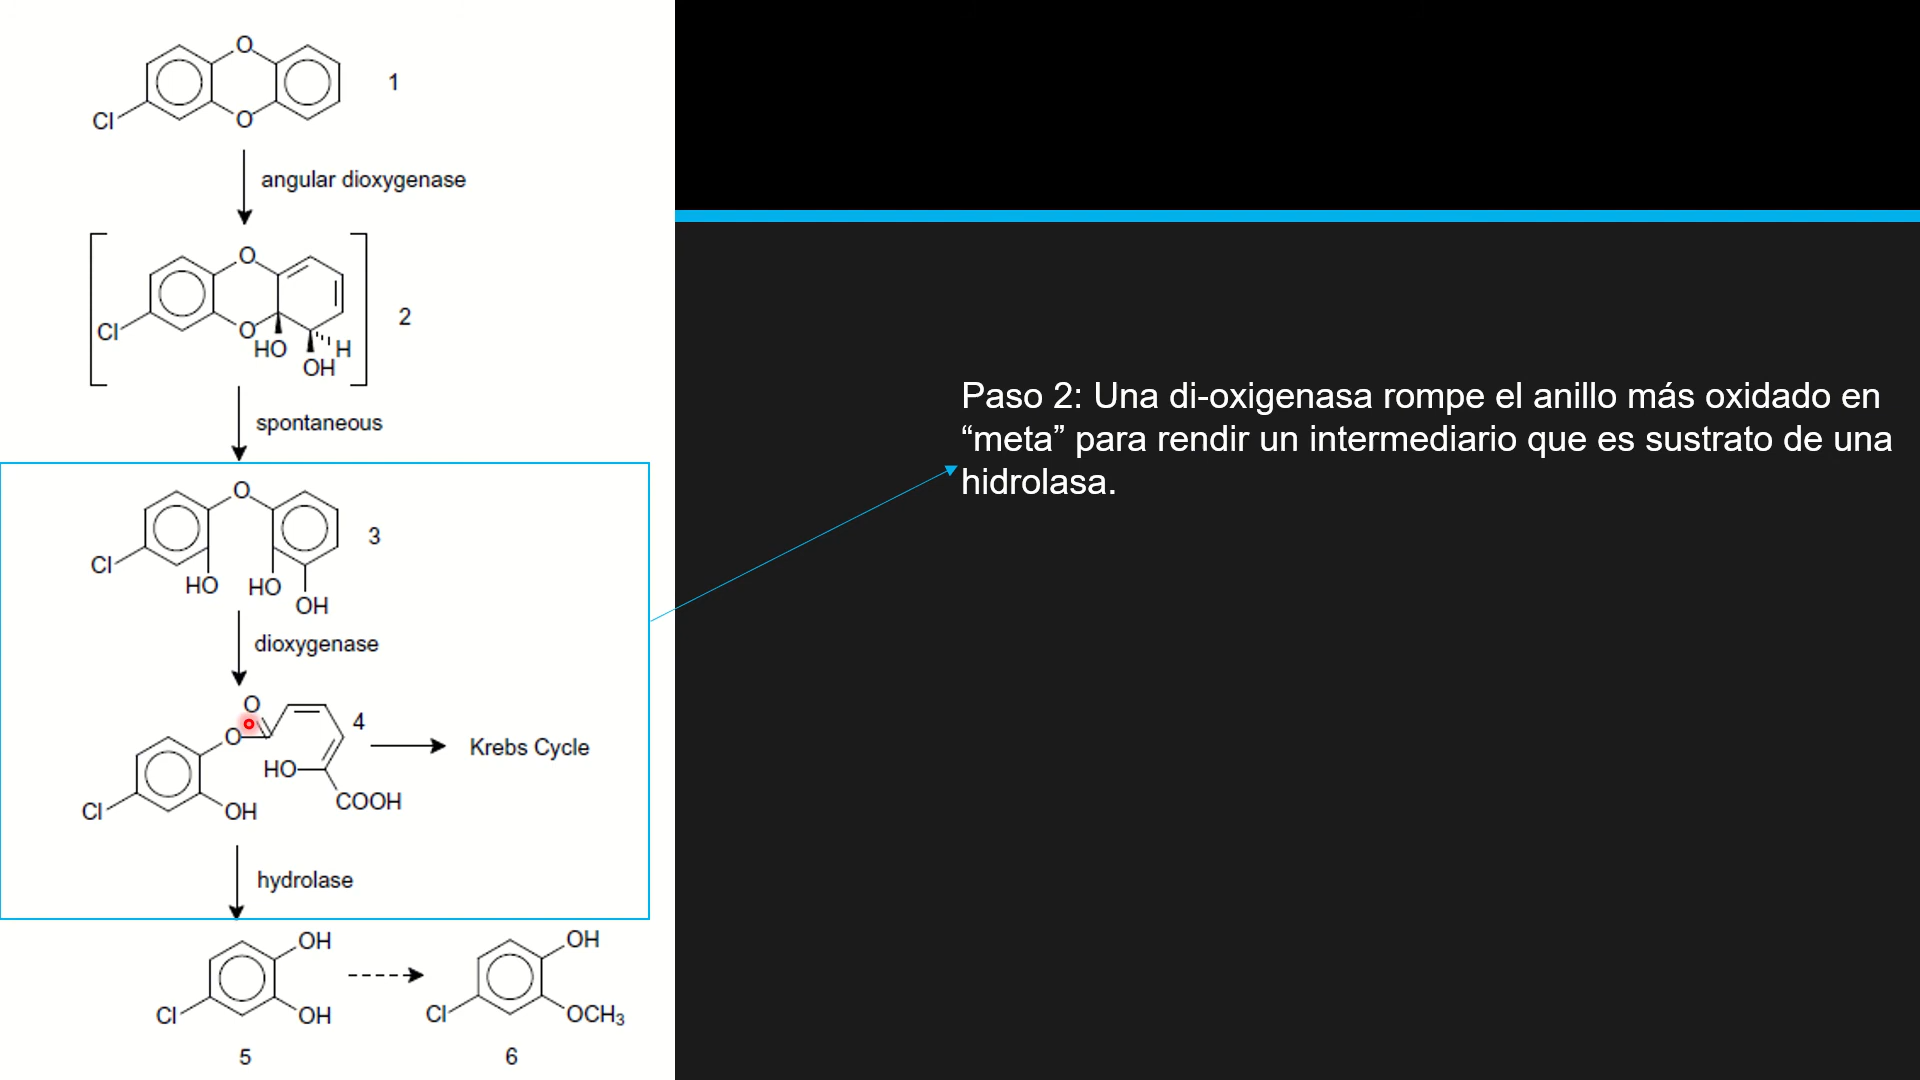 O
1
Cl
O
angular dioxygenase
O
2
Cl
O
HO
H
OH
spontaneous
O
3
Cl
HO
HO
OH
dioxygenase
O
4
O
Krebs Cycle
HO
COOH
Cl
OH
hydrolase
OH
OH
Cl
OH
Cl
OCH3
5
6
Paso 2: Una di-oxigenasa rompe el anillo más oxidado en
“meta” para rendir un intermediario que es sustrato de una
hidrolasa.